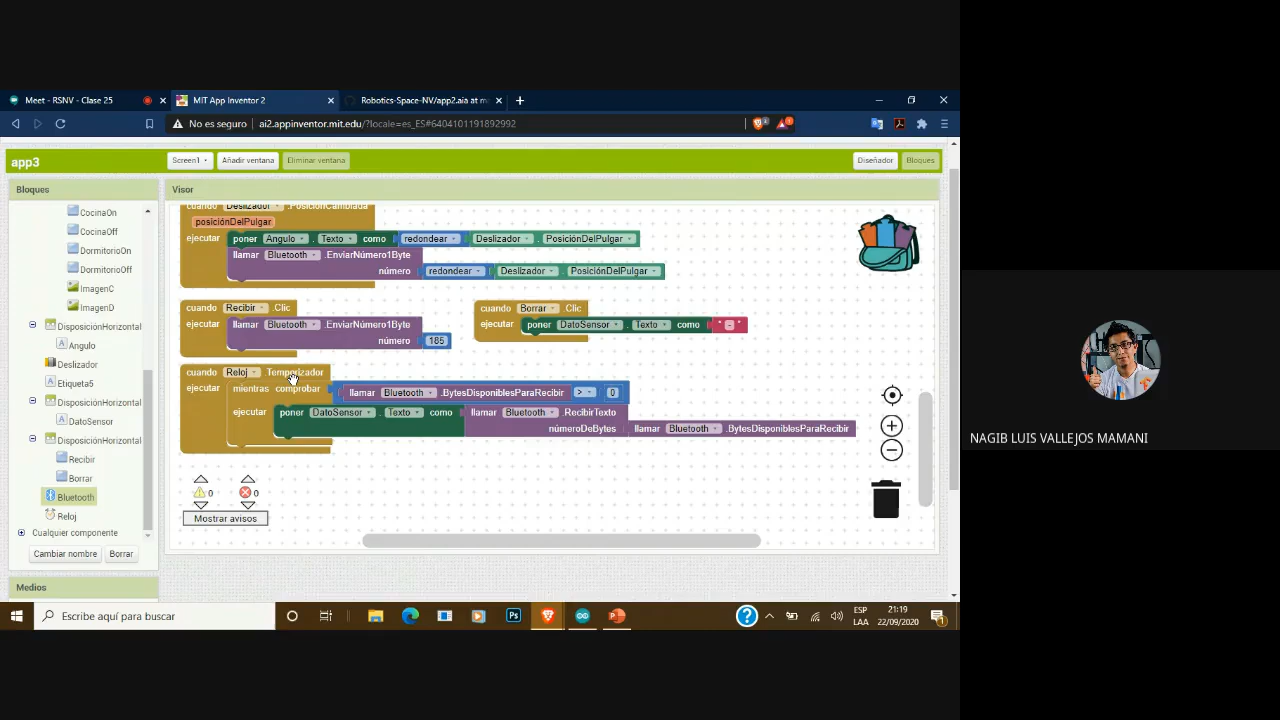 Meet - RSNV - Clase 25
MIT App Inventor 2
Robotics-Space-NV/app2.aia at m
No es seguro
ai2.appinventor.mit.edu/?locale=es_ES#6404101191892992
app3
Screen1
Añadir ventana
Eliminar ventana
Diseñador
Bloques
Bloques
Visor
CocinaOn
CocinaOff
DormitorioOn
DormitorioOff
ImagenC
ImagenD
DisposiciónHorizontal
Angulo
Deslizador
Etiqueta5
DisposiciónHorizontal
DatoSensor
DisposiciónHorizontal
Recibir
Borrar
Bluetooth
Reloj
Cualquier componente
Cambiar nombre
Borrar
Medios
cuando Deslizador .PosiciónCambiada
posiciónDelPulgar
ejecutar poner Angulo . Texto como redondear Deslizador . PosiciónDelPulgar
llamar Bluetooth .EnviarNúmero1Byte
número redondear Deslizador . PosiciónDelPulgar
cuando Recibir .Clic
ejecutar llamar Bluetooth .EnviarNúmero1Byte
número 185
cuando Borrar .Clic
ejecutar poner DatoSensor . Texto como " - "
cuando Reloj .Temporizador
ejecutar mientras comprobar llamar Bluetooth .BytesDisponiblesParaRecibir > 0
ejecutar poner DatoSensor . Texto como llamar Bluetooth .RecibirTexto
númeroDeBytes llamar Bluetooth .BytesDisponiblesParaRecibir
0
0
Mostrar avisos
NAGIB LUIS VALLEJOS MAMANI
Escribe aquí para buscar
Ps
ESP
LAA
21:19
22/09/2020
1